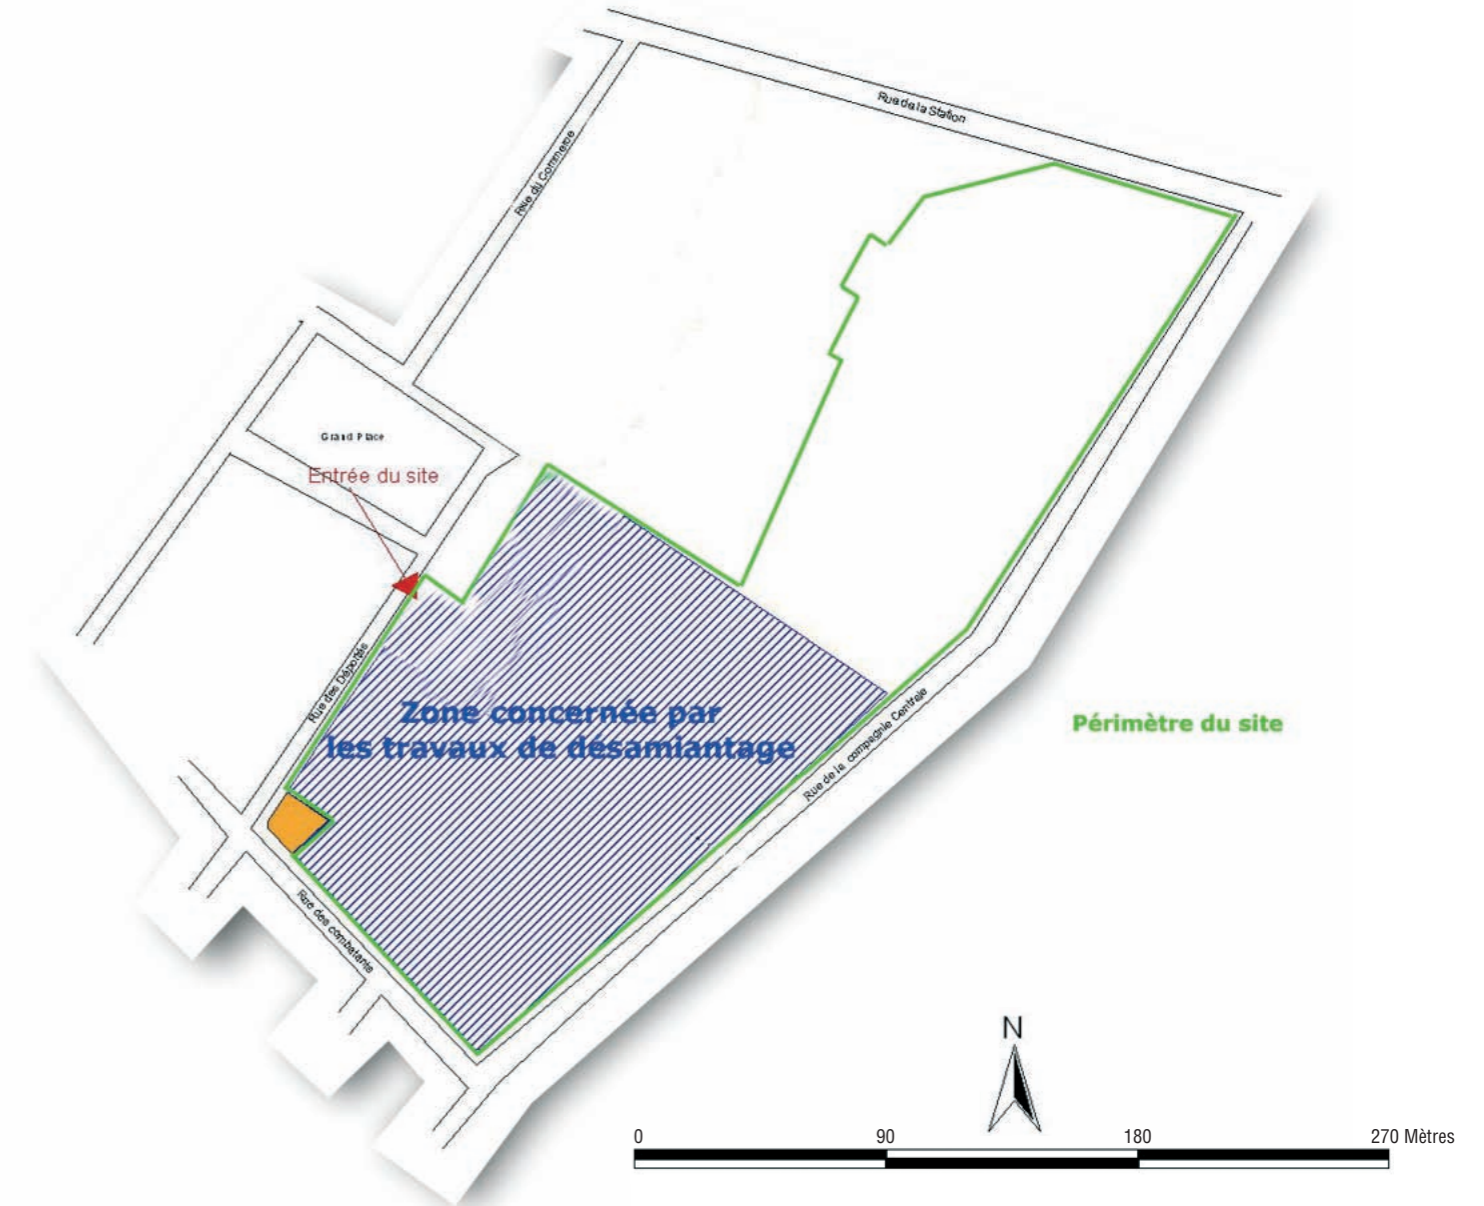 Rue de la Station
Rue du Commerce
Grand Place
Entrée du site
Rue des Déportés
Zone concernée par
les travaux de désamiantage
Rue de la compagnie Centrale
Périmètre du site
Rue des combatants
N
0 90 180 270 Mètres